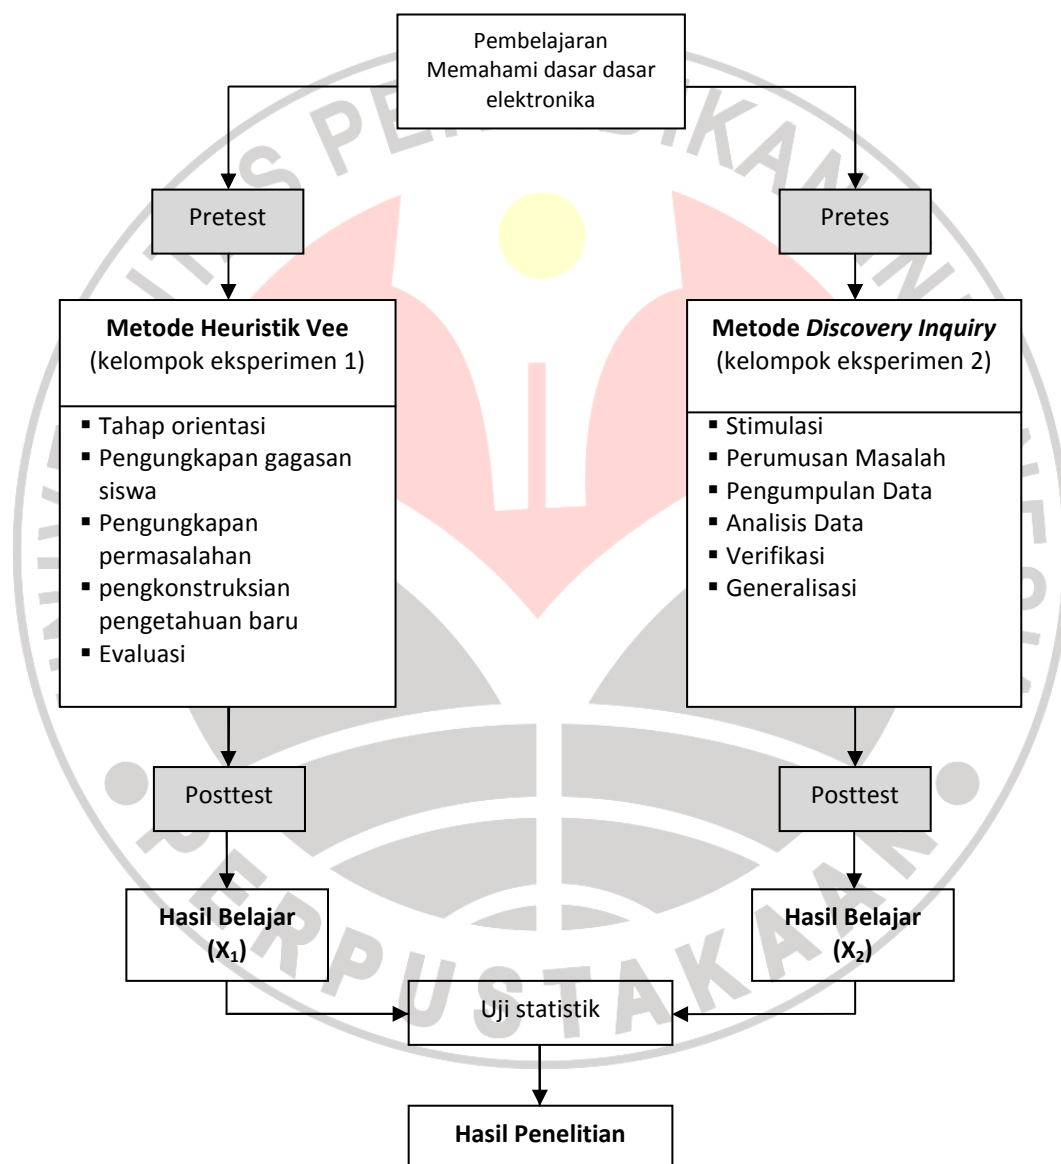 Pembelajaran
Memahami dasar dasar
elektronika
Pretest
Pretes
Metode Heuristik Vee
(kelompok eksperimen 1)
▪ Tahap orientasi
▪ Pengungkapan gagasan
siswa
▪ Pengungkapan
permasalahan
▪ pengkonstruksian
pengetahuan baru
▪ Evaluasi
Metode Discovery Inquiry
(kelompok eksperimen 2)
▪ Stimulasi
▪ Perumusan Masalah
▪ Pengumpulan Data
▪ Analisis Data
▪ Verifikasi
▪ Generalisasi
Posttest
Posttest
Hasil Belajar
(X₁)
Hasil Belajar
(X₂)
Uji statistik
Hasil Penelitian
PERPUSTAKAAN